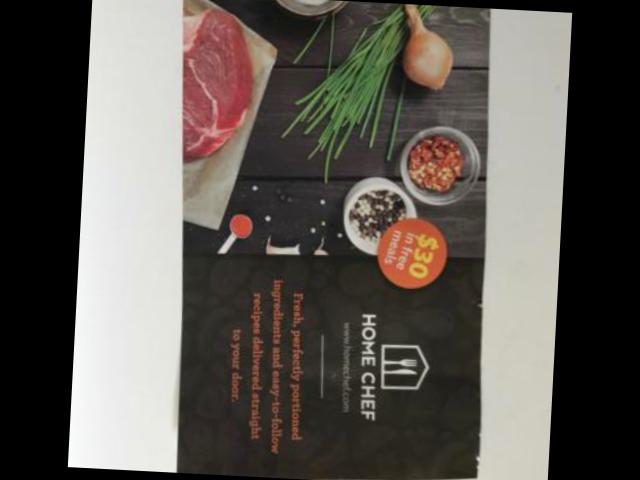 $30
in free
meals
HOME CHEF
www.homechef.com
Fresh, perfectly portioned
ingredients and easy-to-follow
recipes delivered straight
to your door.